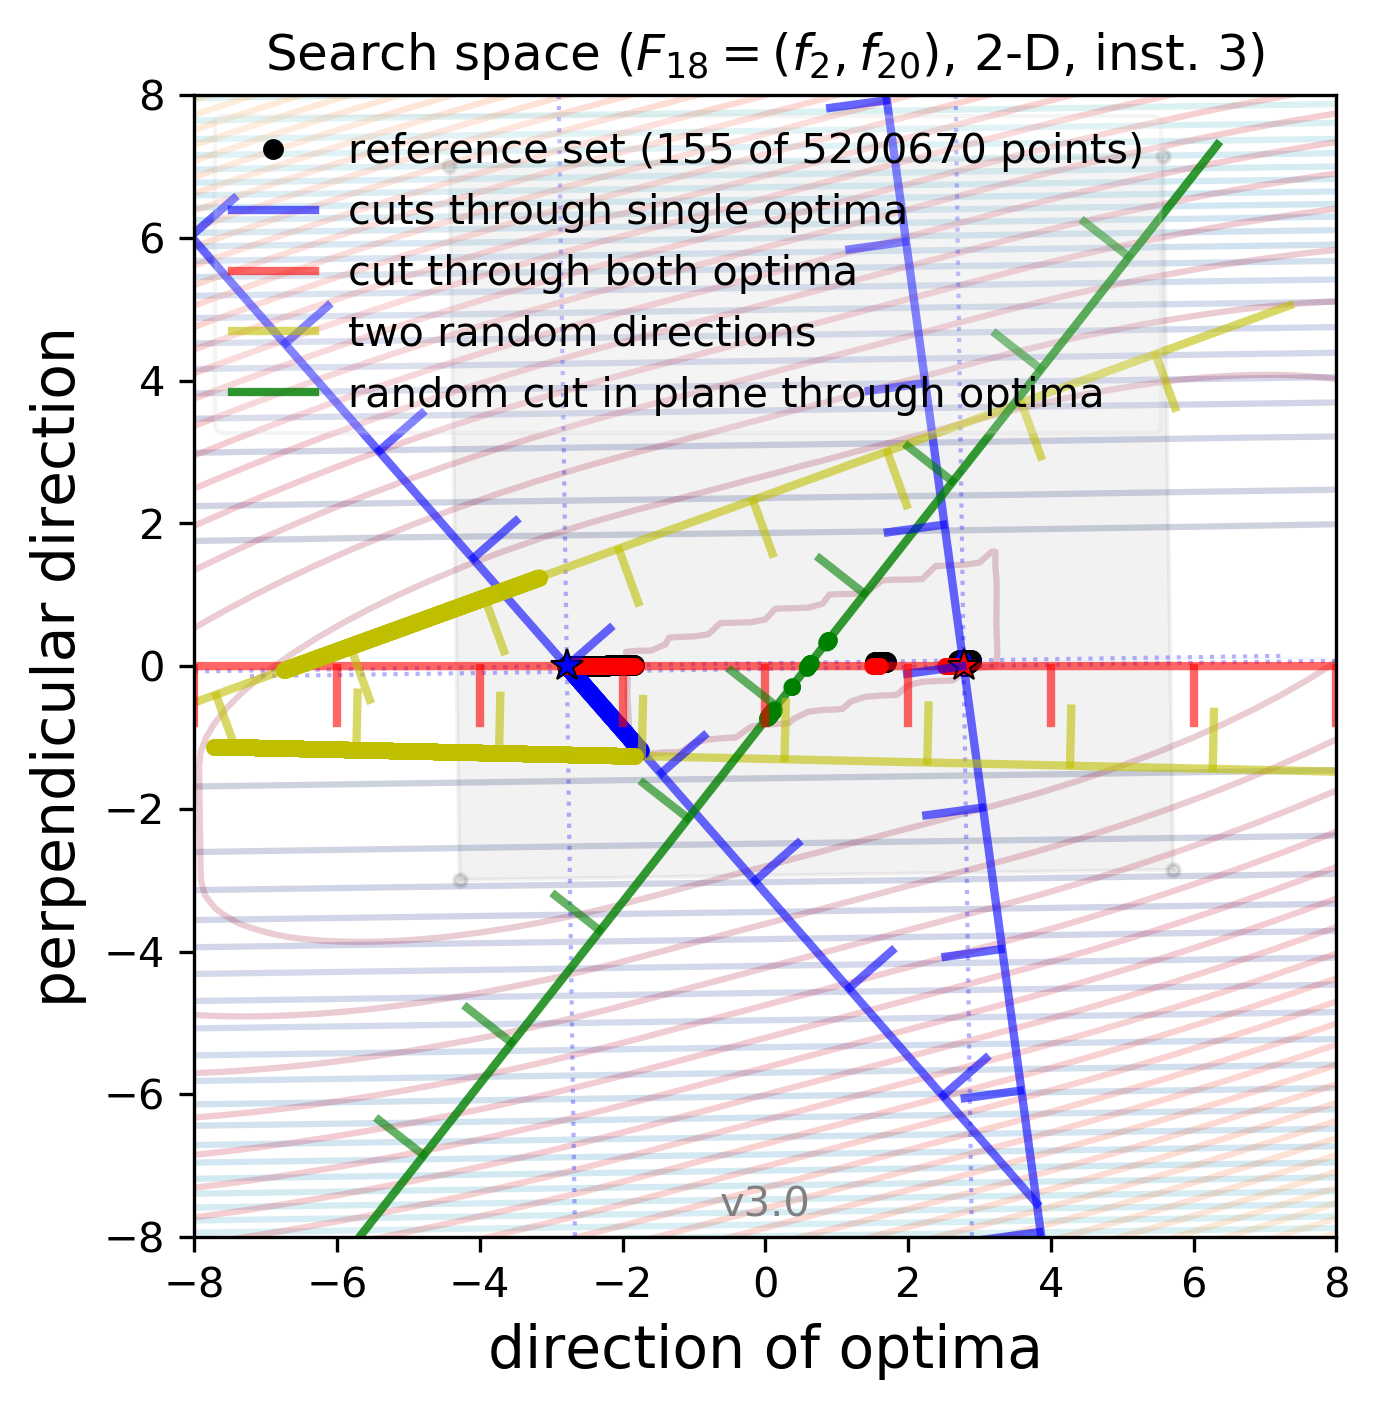 Search space (F18 = (f2, f20), 2-D, inst. 3)
reference set (155 of 5200670 points)
cuts through single optima
cut through both optima
two random directions
random cut in plane through optima
perpendicular direction
8
6
4
2
0
−2
−4
−6
−8
v3.0
−8 −6 −4 −2 0 2 4 6 8
direction of optima